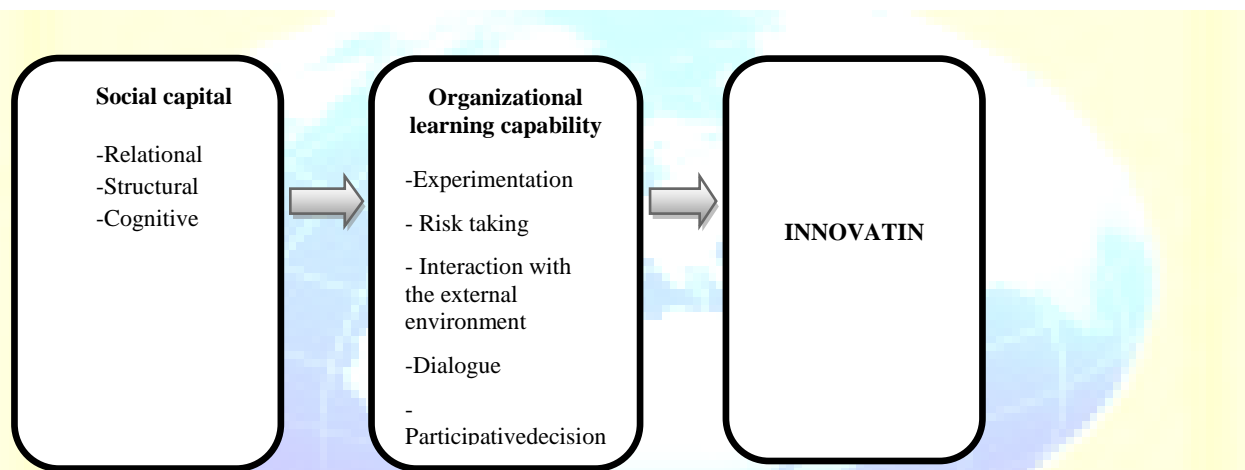 Social capital
-Relational
-Structural
-Cognitive
Organizational
learning capability
-Experimentation
- Risk taking
- Interaction with
the external
environment
-Dialogue
-
Participativedecision
INNOVATIN